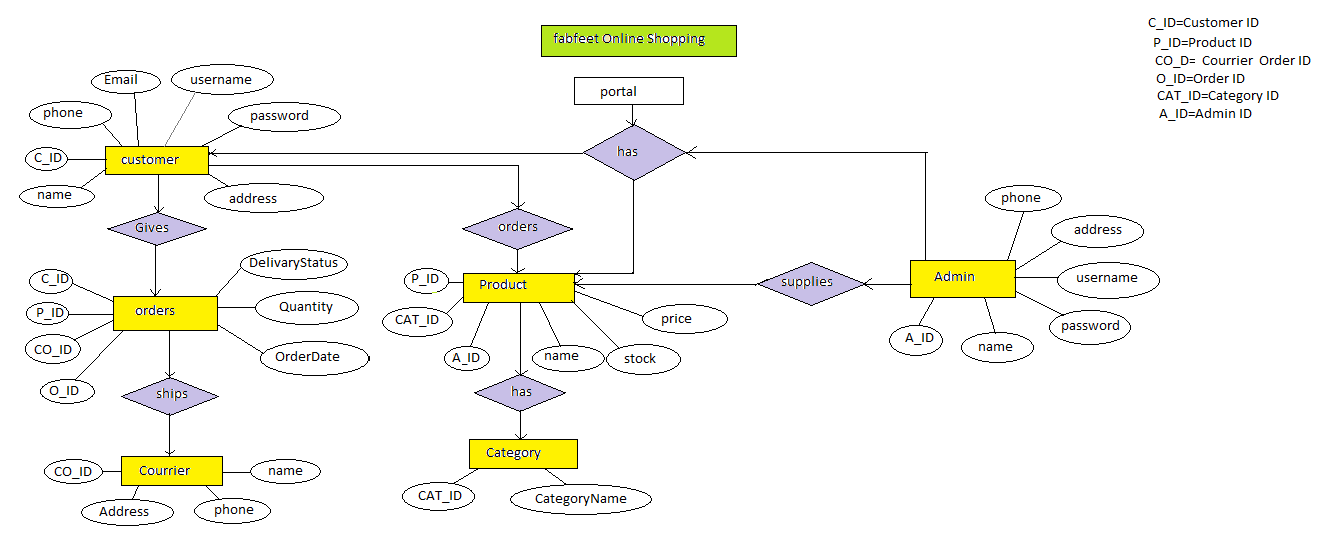 fabfeet Online Shopping
C_ID=Customer ID
P_ID=Product ID
CO_D= Courrier Order ID
O_ID=Order ID
CAT_ID=Category ID
A_ID=Admin ID
portal
has
Email
username
phone
password
C_ID
customer
name
address
Gives
orders
phone
address
Admin
username
password
A_ID
name
supplies
DelivaryStatus
C_ID
Quantity
P_ID
orders
CO_ID
OrderDate
O_ID
P_ID
Product
CAT_ID
price
A_ID
name
stock
ships
has
Courrier
CO_ID
name
Address
phone
Category
CAT_ID
CategoryName